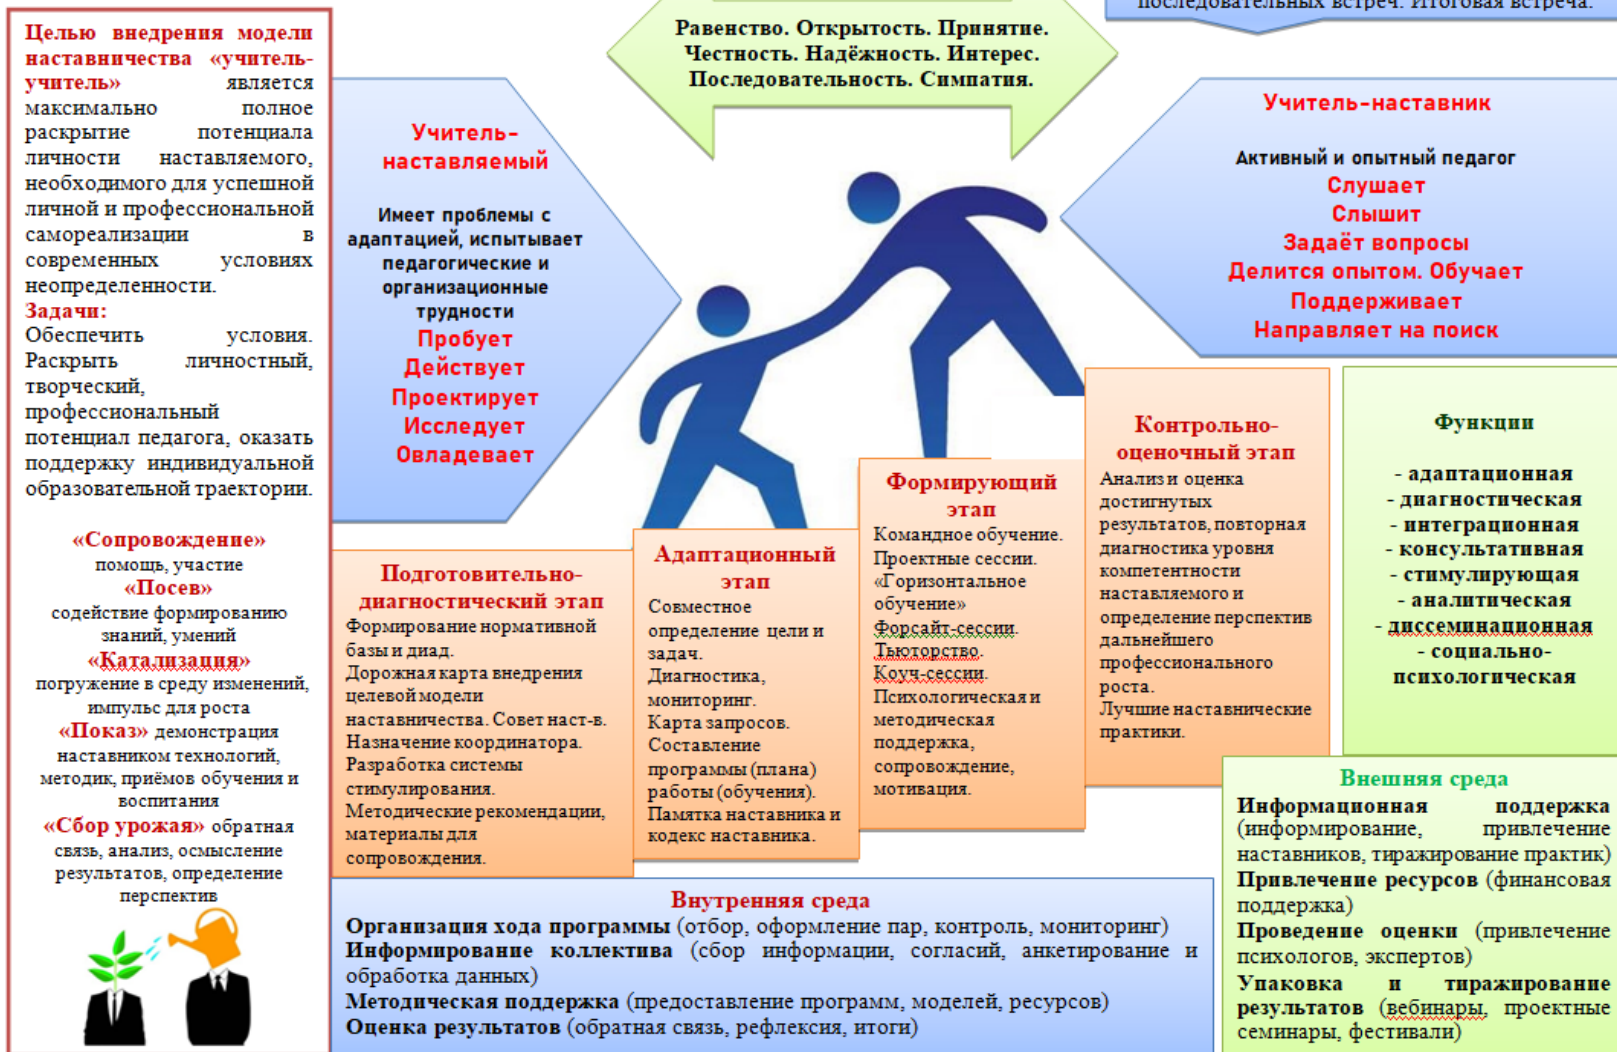 Целью внедрения модели
наставничества «учитель-
учитель» является
максимально полное
раскрытие потенциала
личности наставляемого,
необходимого для успешной
личной и профессиональной
самореализации в
современных условиях
неопределенности.
Задачи:
Обеспечить условия.
Раскрыть личностный,
творческий,
профессиональный
потенциал педагога, оказать
поддержку индивидуальной
образовательной траектории.
«Сопровождение»
помощь, участие
«Посев»
содействие формированию
знаний, умений
«Катализация»
погружение в среду изменений,
импульс для роста
«Показ» демонстрация
наставником технологий,
методик, приёмов обучения и
воспитания
«Сбор урожая» обратная
связь, анализ, осмысление
результатов, определение
перспектив
Учитель-
наставляемый
Имеет проблемы с
адаптацией, испытывает
педагогические и
организационные
трудности
Пробует
Действует
Проектирует
Исследует
Овладевает
Равенство. Открытость. Принятие.
Честность. Надёжность. Интерес.
Последовательность. Симпатия.
последовательных встреч. Итоговая встреча.
Учитель-наставник
Активный и опытный педагог
Слушает
Слышит
Задаёт вопросы
Делится опытом. Обучает
Поддерживает
Направляет на поиск
Подготовительно-
диагностический этап
Формирование нормативной
базы и диад.
Дорожная карта внедрения
целевой модели
наставничества. Совет наст-в.
Назначение координатора.
Разработка системы
стимулирования.
Методические рекомендации,
материалы для
сопровождения.
Адаптационный
этап
Совместное
определение цели и
задач.
Диагностика,
мониторинг.
Карта запросов.
Составление
программы (плана)
работы (обучения).
Памятка наставника и
кодекс наставника.
Формирующий
этап
Командное обучение.
Проектные сессии.
«Горизонтальное
обучение»
Форсайт-сессии.
Тьюторство.
Коуч-сессии.
Психологическая и
методическая
поддержка,
сопровождение,
мотивация.
Контрольно-
оценочный этап
Анализ и оценка
достигнутых
результатов, повторная
диагностика уровня
компетентности
наставляемого и
определение перспектив
дальнейшего
профессионального
роста.
Лучшие наставнические
практики.
Функции
- адаптационная
- диагностическая
- интеграционная
- консультативная
- стимулирующая
- аналитическая
- диссеминационная
- социально-
психологическая
Внутренняя среда
Организация хода программы (отбор, оформление пар, контроль, мониторинг)
Информирование коллектива (сбор информации, согласий, анкетирование и
обработка данных)
Методическая поддержка (предоставление программ, моделей, ресурсов)
Оценка результатов (обратная связь, рефлексия, итоги)
Внешняя среда
Информационная поддержка
(информирование, привлечение
наставников, тиражирование практик)
Привлечение ресурсов (финансовая
поддержка)
Проведение оценки (привлечение
психологов, экспертов)
Упаковка и тиражирование
результатов (вебинары, проектные
семинары, фестивали)